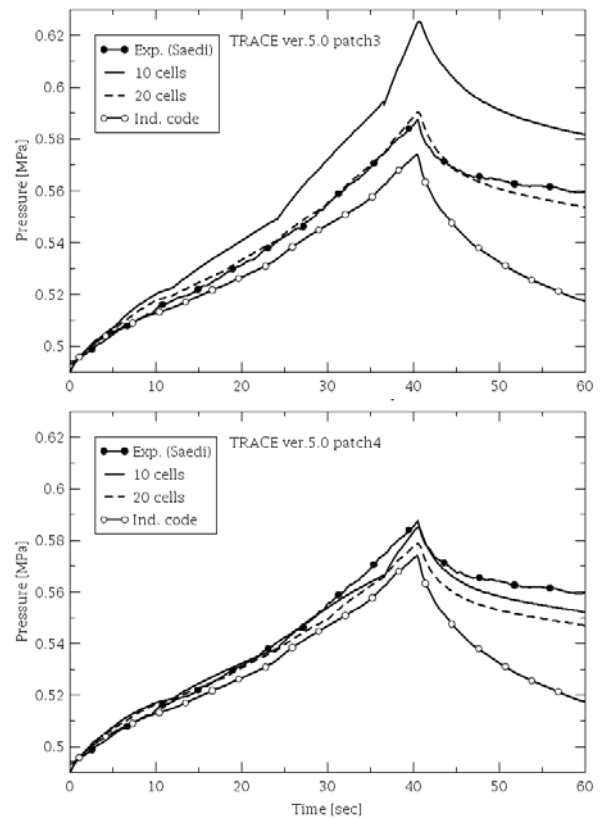 TRACE ver.5.0 patch3
Exp. (Saedi)
10 cells
20 cells
Ind. code
Pressure [MPa]
0.62
0.6
0.58
0.56
0.54
0.52
0.5
0 10 20 30 40 50 60
TRACE ver.5.0 patch4
Exp. (Saedi)
10 cells
20 cells
Ind. code
Pressure [MPa]
0.62
0.6
0.58
0.56
0.54
0.52
0.5
0 10 20 30 40 50 60
Time [sec]